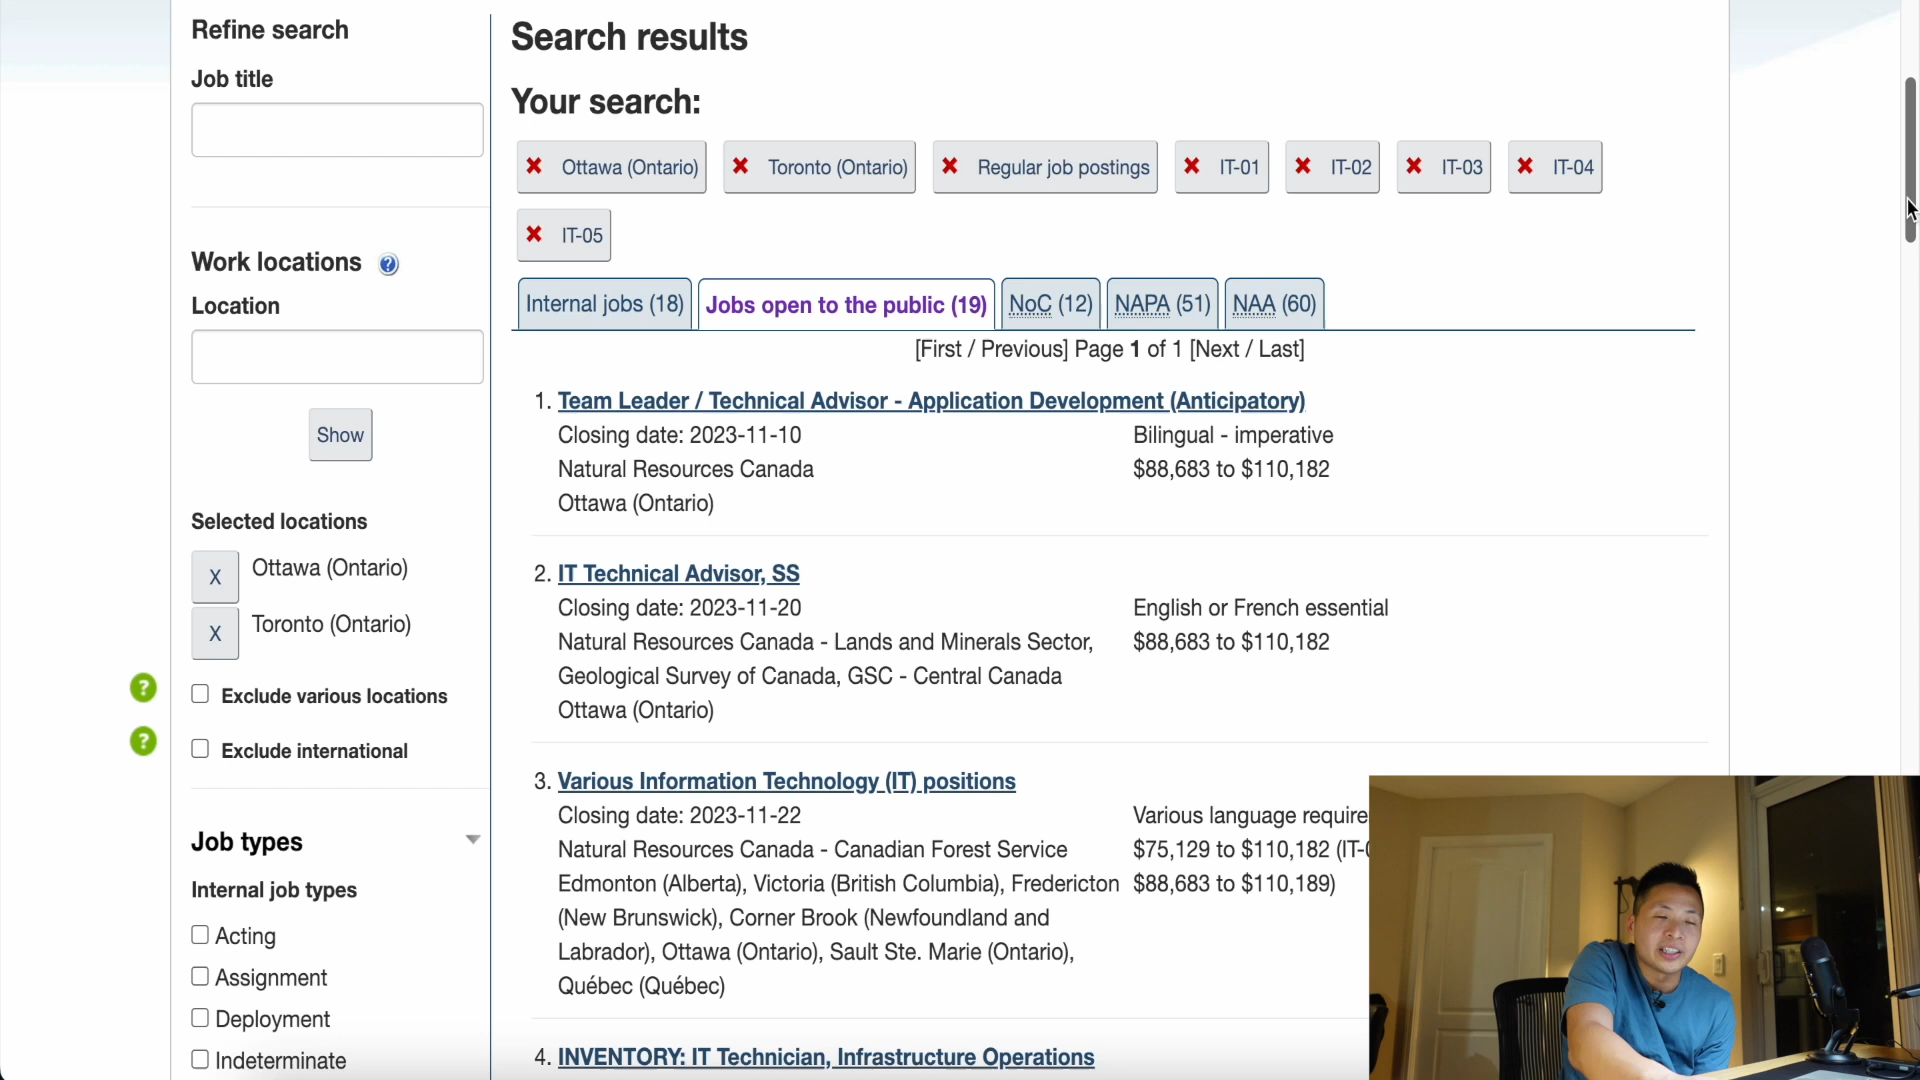 Refine search
Job title
Work locations
Location
Show
Selected locations
X Ottawa (Ontario)
X Toronto (Ontario)
Exclude various locations
Exclude international
Job types
Internal job types
Acting
Assignment
Deployment
Indeterminate
Search results
Your search:
Ottawa (Ontario) Toronto (Ontario) Regular job postings IT-01 IT-02 IT-03 IT-04
IT-05
Internal jobs (18) Jobs open to the public (19) NoC (12) NAPA (51) NAA (60)
[First / Previous] Page 1 of 1 [Next / Last]
1. Team Leader / Technical Advisor - Application Development (Anticipatory)
Closing date: 2023-11-10 Bilingual - imperative
Natural Resources Canada $88,683 to $110,182
Ottawa (Ontario)
2. IT Technical Advisor, SS
Closing date: 2023-11-20 English or French essential
Natural Resources Canada - Lands and Minerals Sector, $88,683 to $110,182
Geological Survey of Canada, GSC - Central Canada
Ottawa (Ontario)
3. Various Information Technology (IT) positions
Closing date: 2023-11-22 Various language require
Natural Resources Canada - Canadian Forest Service $75,129 to $110,182 (IT-
Edmonton (Alberta), Victoria (British Columbia), Fredericton $88,683 to $110,189)
(New Brunswick), Corner Brook (Newfoundland and
Labrador), Ottawa (Ontario), Sault Ste. Marie (Ontario),
Québec (Québec)
4. INVENTORY: IT Technician, Infrastructure Operations